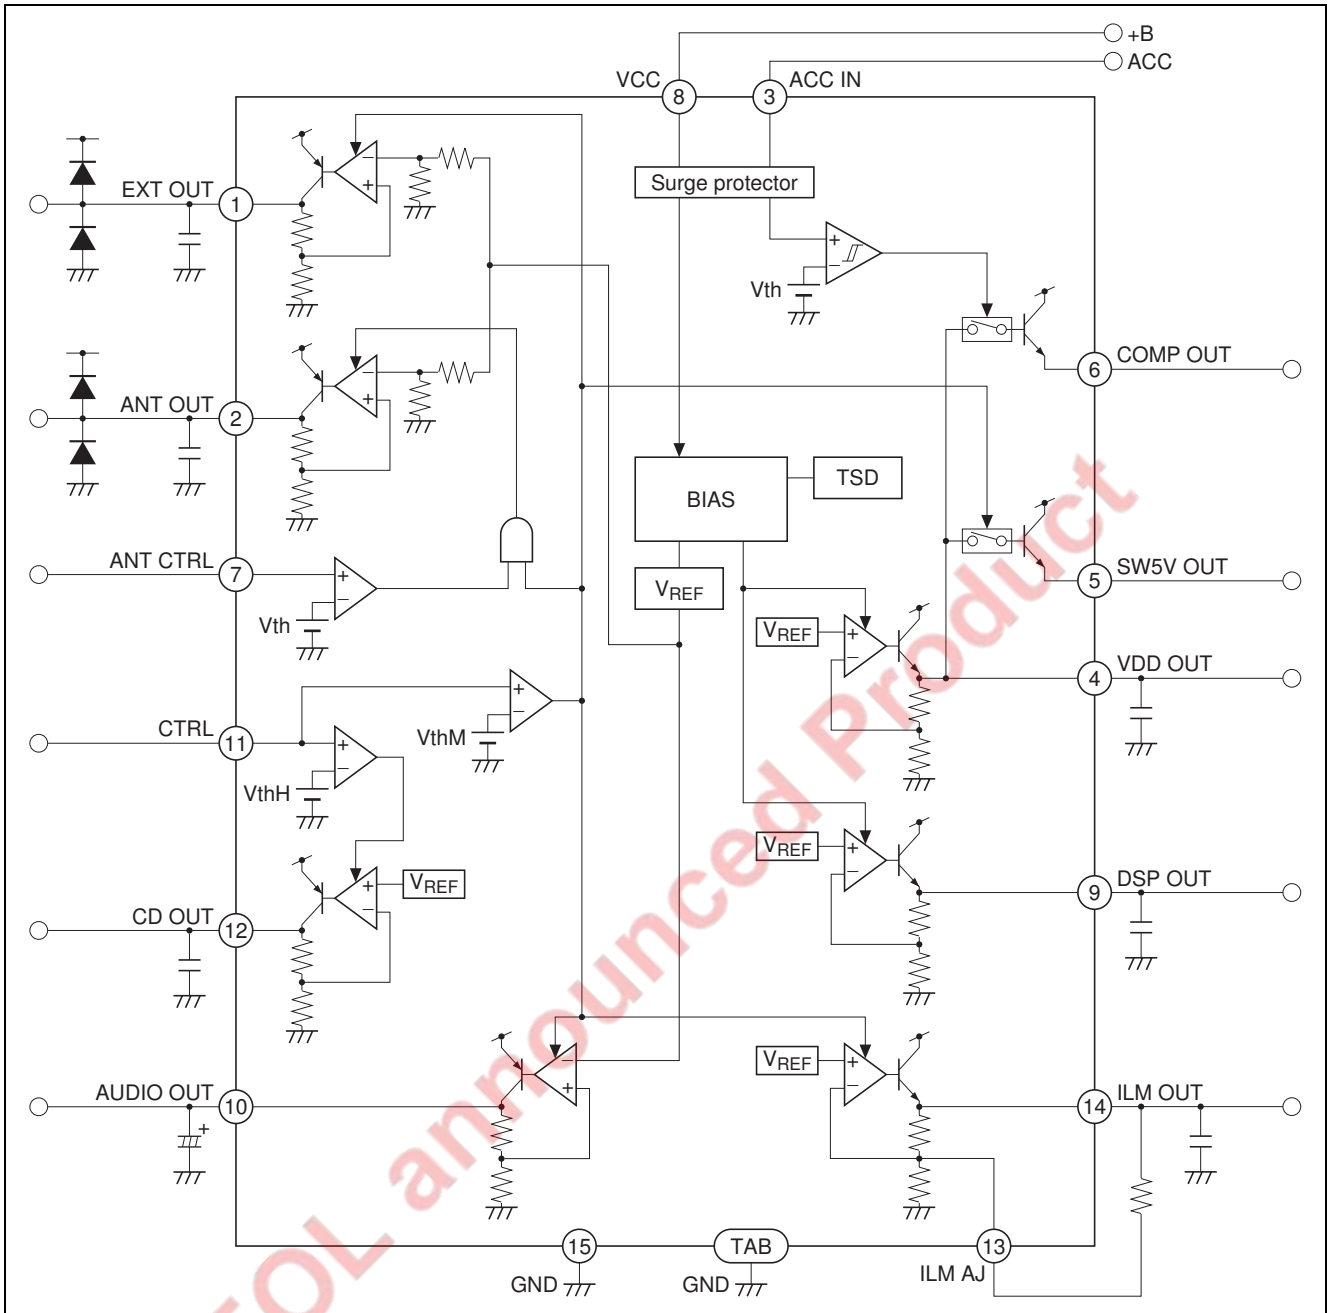 +B
ACC
VCC
8
3
ACC IN
Surge protector
EXT OUT
1
−
+
+
−
Vth
COMP OUT
6
ANT OUT
2
−
+
BIAS
TSD
ANT CTRL
7
+
−
Vth
VREF
SW5V OUT
5
VREF
+
−
VDD OUT
4
CTRL
11
+
−
VthM
+
−
VthH
VREF
+
−
DSP OUT
9
+
−
VREF
CD OUT
12
AUDIO OUT
10
+
−
+
VREF
+
−
ILM OUT
14
15
GND
TAB
GND
13
ILM AJ
EOL announced Product